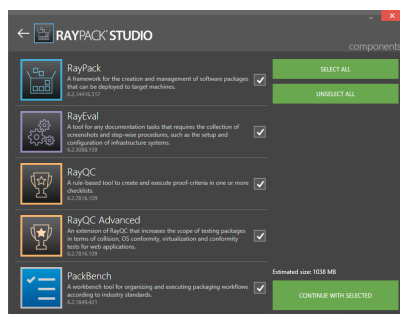 RAYPACK STUDIO
components
RayPack
A framework for the creation and management of software packages
that can be deployed to target machines.
6.2.14416.317
SELECT ALL
UNSELECT ALL
RayEval
A tool for any documentation tasks that requires the collection of
screenshots and step-wise procedures, such as the setup and
configuration of infrastructure systems.
6.2.3088.159
RayQC
A rule-based tool to create and execute proof-criteria in one or more
checklists.
6.2.7816.109
RayQC Advanced
An extension of RayQC that increases the scope of testing packages
in terms of collision, OS conformity, virtualization and conformity
tests for web applications.
6.2.7816.109
PackBench
A workbench tool for organizing and executing packaging workflows
according to industry standards.
6.2.1849.421
Estimated size: 1038 MB
CONTINUE WITH SELECTED